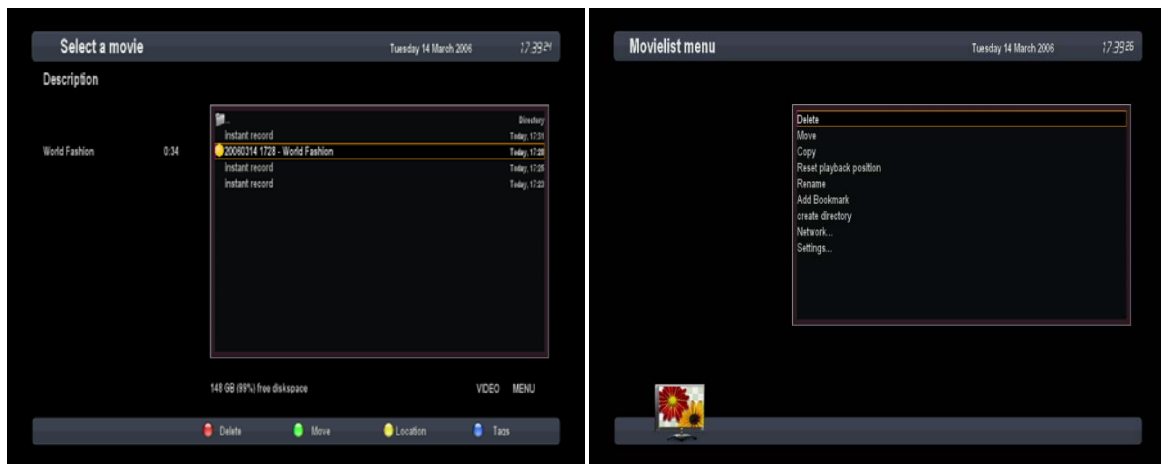 Select a movie
Tuesday 14 March 2006
17:39 24
Description
.. Directory
instant record Today, 17:31
World Fashion 0:34
20060314 1728 - World Fashion Today, 17:28
instant record Today, 17:25
instant record Today, 17:23
148 GB (99%) free diskspace
VIDEO MENU
Delete Move Location Tags
Movielist menu
Tuesday 14 March 2006
17:39 26
Delete
Move
Copy
Reset playback position
Rename
Add Bookmark
create directory
Network...
Settings...